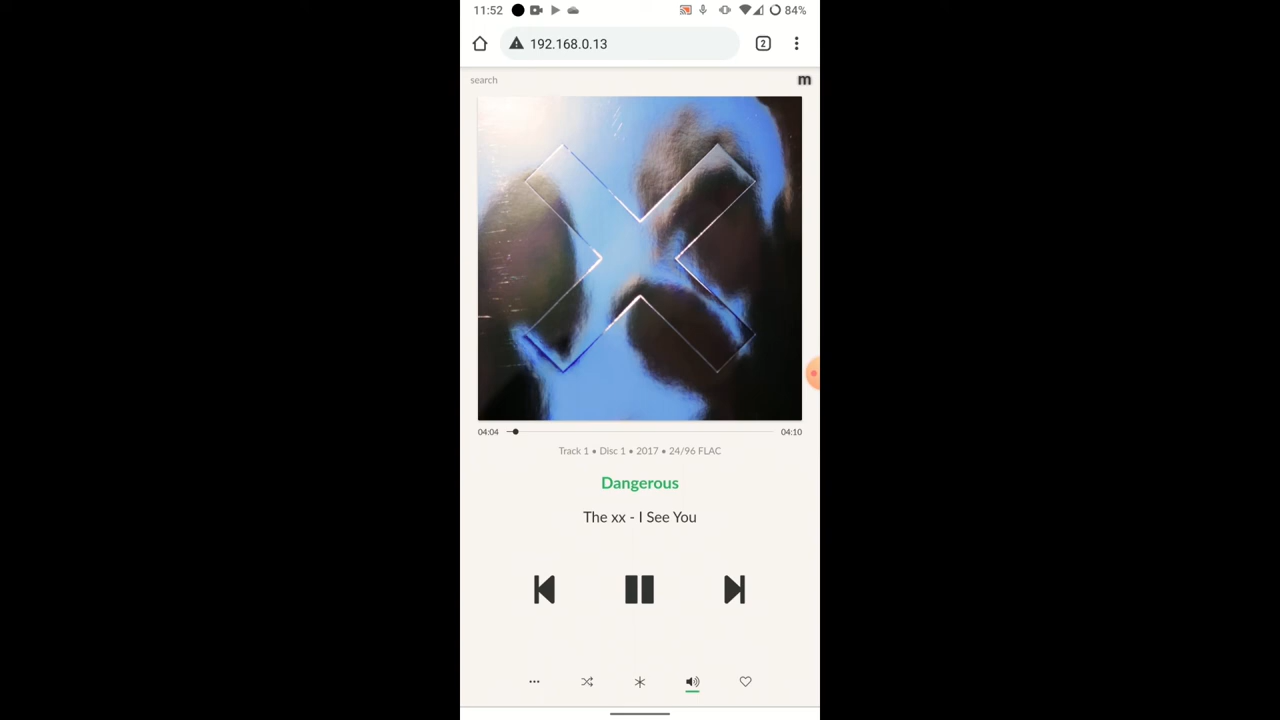 11:52 84%
192.168.0.13 2
search m
04:04 04:10
Track 1 • Disc 1 • 2017 • 24/96 FLAC
Dangerous
The xx - I See You